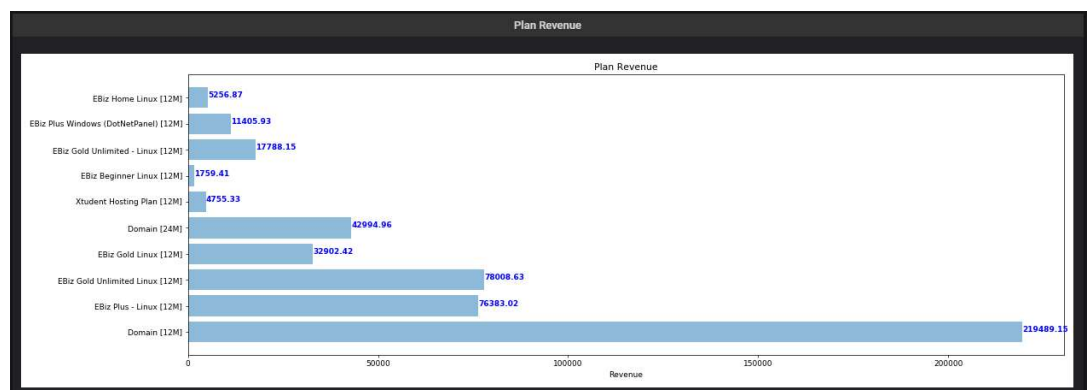 Plan Revenue
Plan Revenue
EBiz Home Linux [12M] 5256.87
EBiz Plus Windows (DotNetPanel) [12M] 11405.93
EBiz Gold Unlimited - Linux [12M] 17788.15
EBiz Beginner Linux [12M] 1759.41
Xtudent Hosting Plan [12M] 4755.33
Domain [24M] 42994.96
EBiz Gold Linux [12M] 32902.42
EBiz Gold Unlimited Linux [12M] 78008.63
EBiz Plus - Linux [12M] 76383.02
Domain [12M] 219489.15
0 50000 100000 150000 200000
Revenue